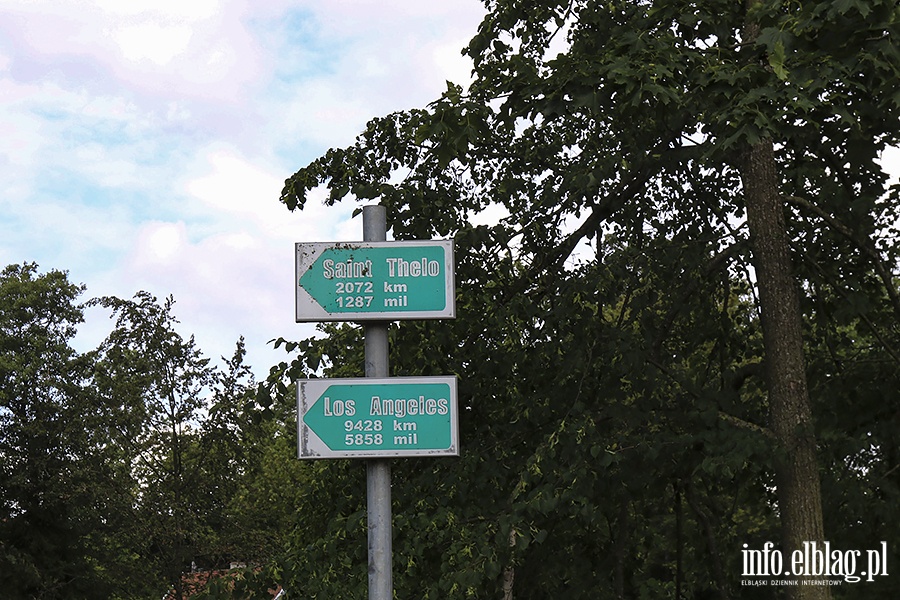 Saint Thelo
2072 km
1287 mil
Los Angeles
9428 km
5858 mil
info.elblag.pl
ELBLĄSKI DZIENNIK INTERNETOWY